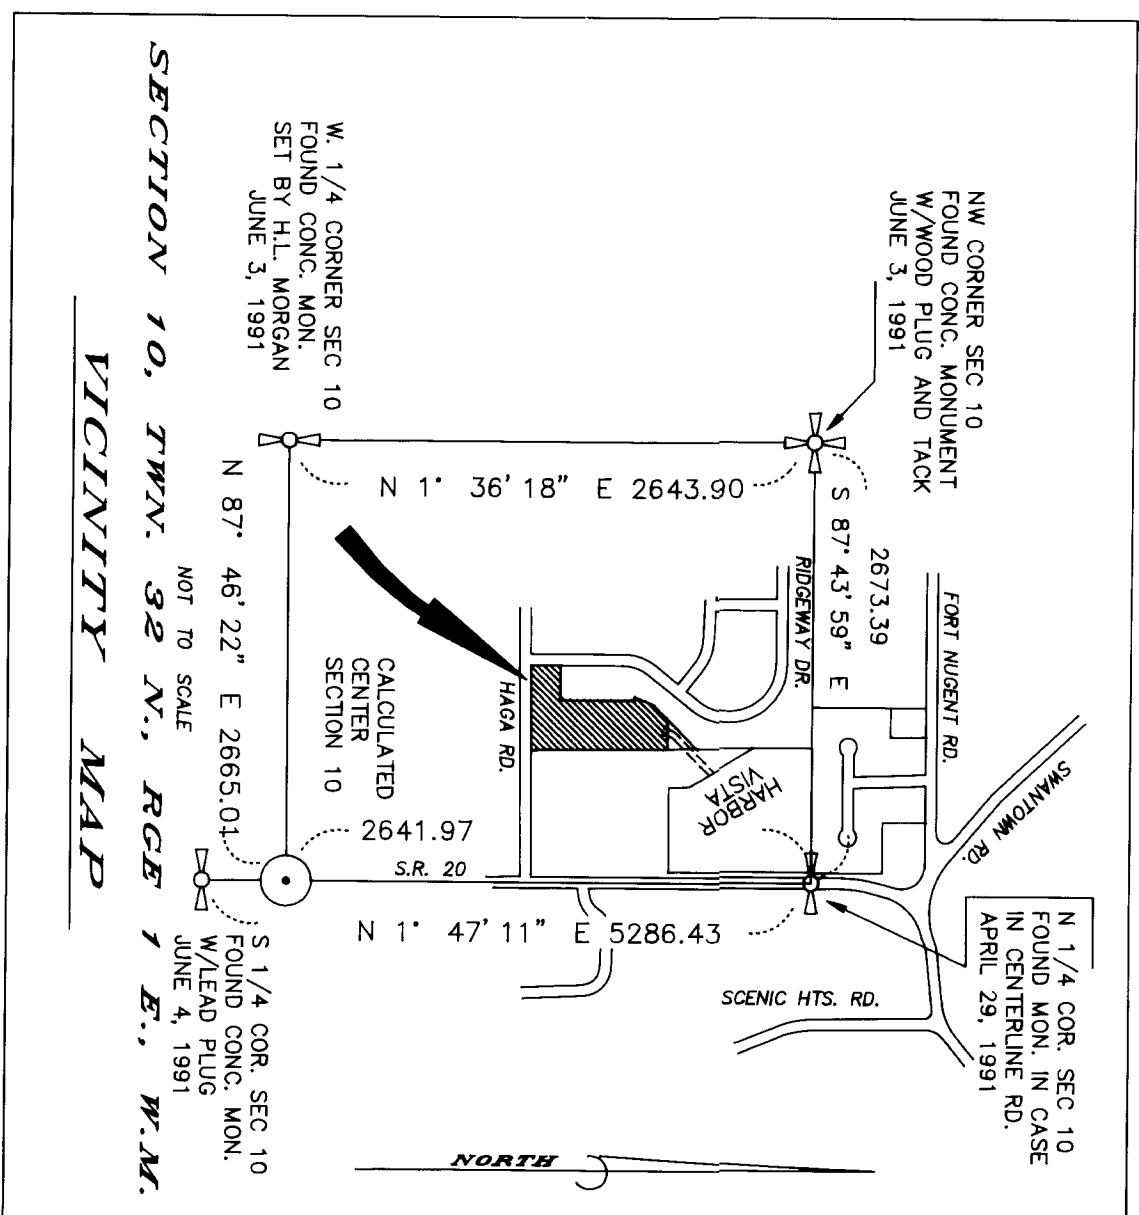 NW CORNER SEC 10
FOUND CONC. MONUMENT
W/WOOD PLUG AND TACK
JUNE 3, 1991
N 1/4 COR. SEC 10
FOUND MON. IN CASE
IN CENTERLINE RD.
APRIL 29, 1991
SWANTOWN RD.
FORT NUGENT RD.
2673.39
S 87° 43' 59" E
RIDGEWAY DR.
HARBOR
VISTA
SCENIC HTS. RD.
N 1° 36' 18" E 2643.90
HAGA RD.
S.R. 20
N 1° 47' 11" E 5286.43
2641.97
CALCULATED
CENTER
SECTION 10
W. 1/4 CORNER SEC 10
FOUND CONC. MON.
SET BY H.L. MORGAN
JUNE 3, 1991
N 87° 46' 22" E 2665.01
S 1/4 COR. SEC 10
FOUND CONC. MON.
W/LEAD PLUG
JUNE 4, 1991
NORTH
NOT TO SCALE
SECTION 10, TWN. 32 N., RGE 1 E., W.M.
VICINITY MAP